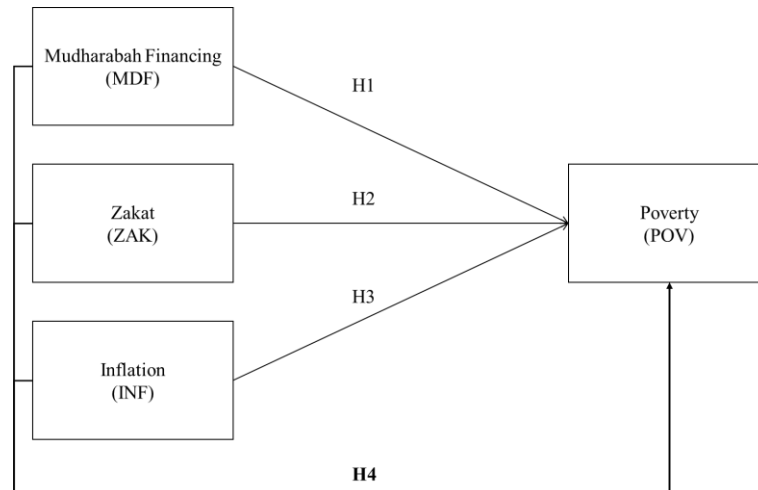 Mudharabah Financing
(MDF)
H1
Zakat
(ZAK)
H2
Poverty
(POV)
H3
Inflation
(INF)
H4